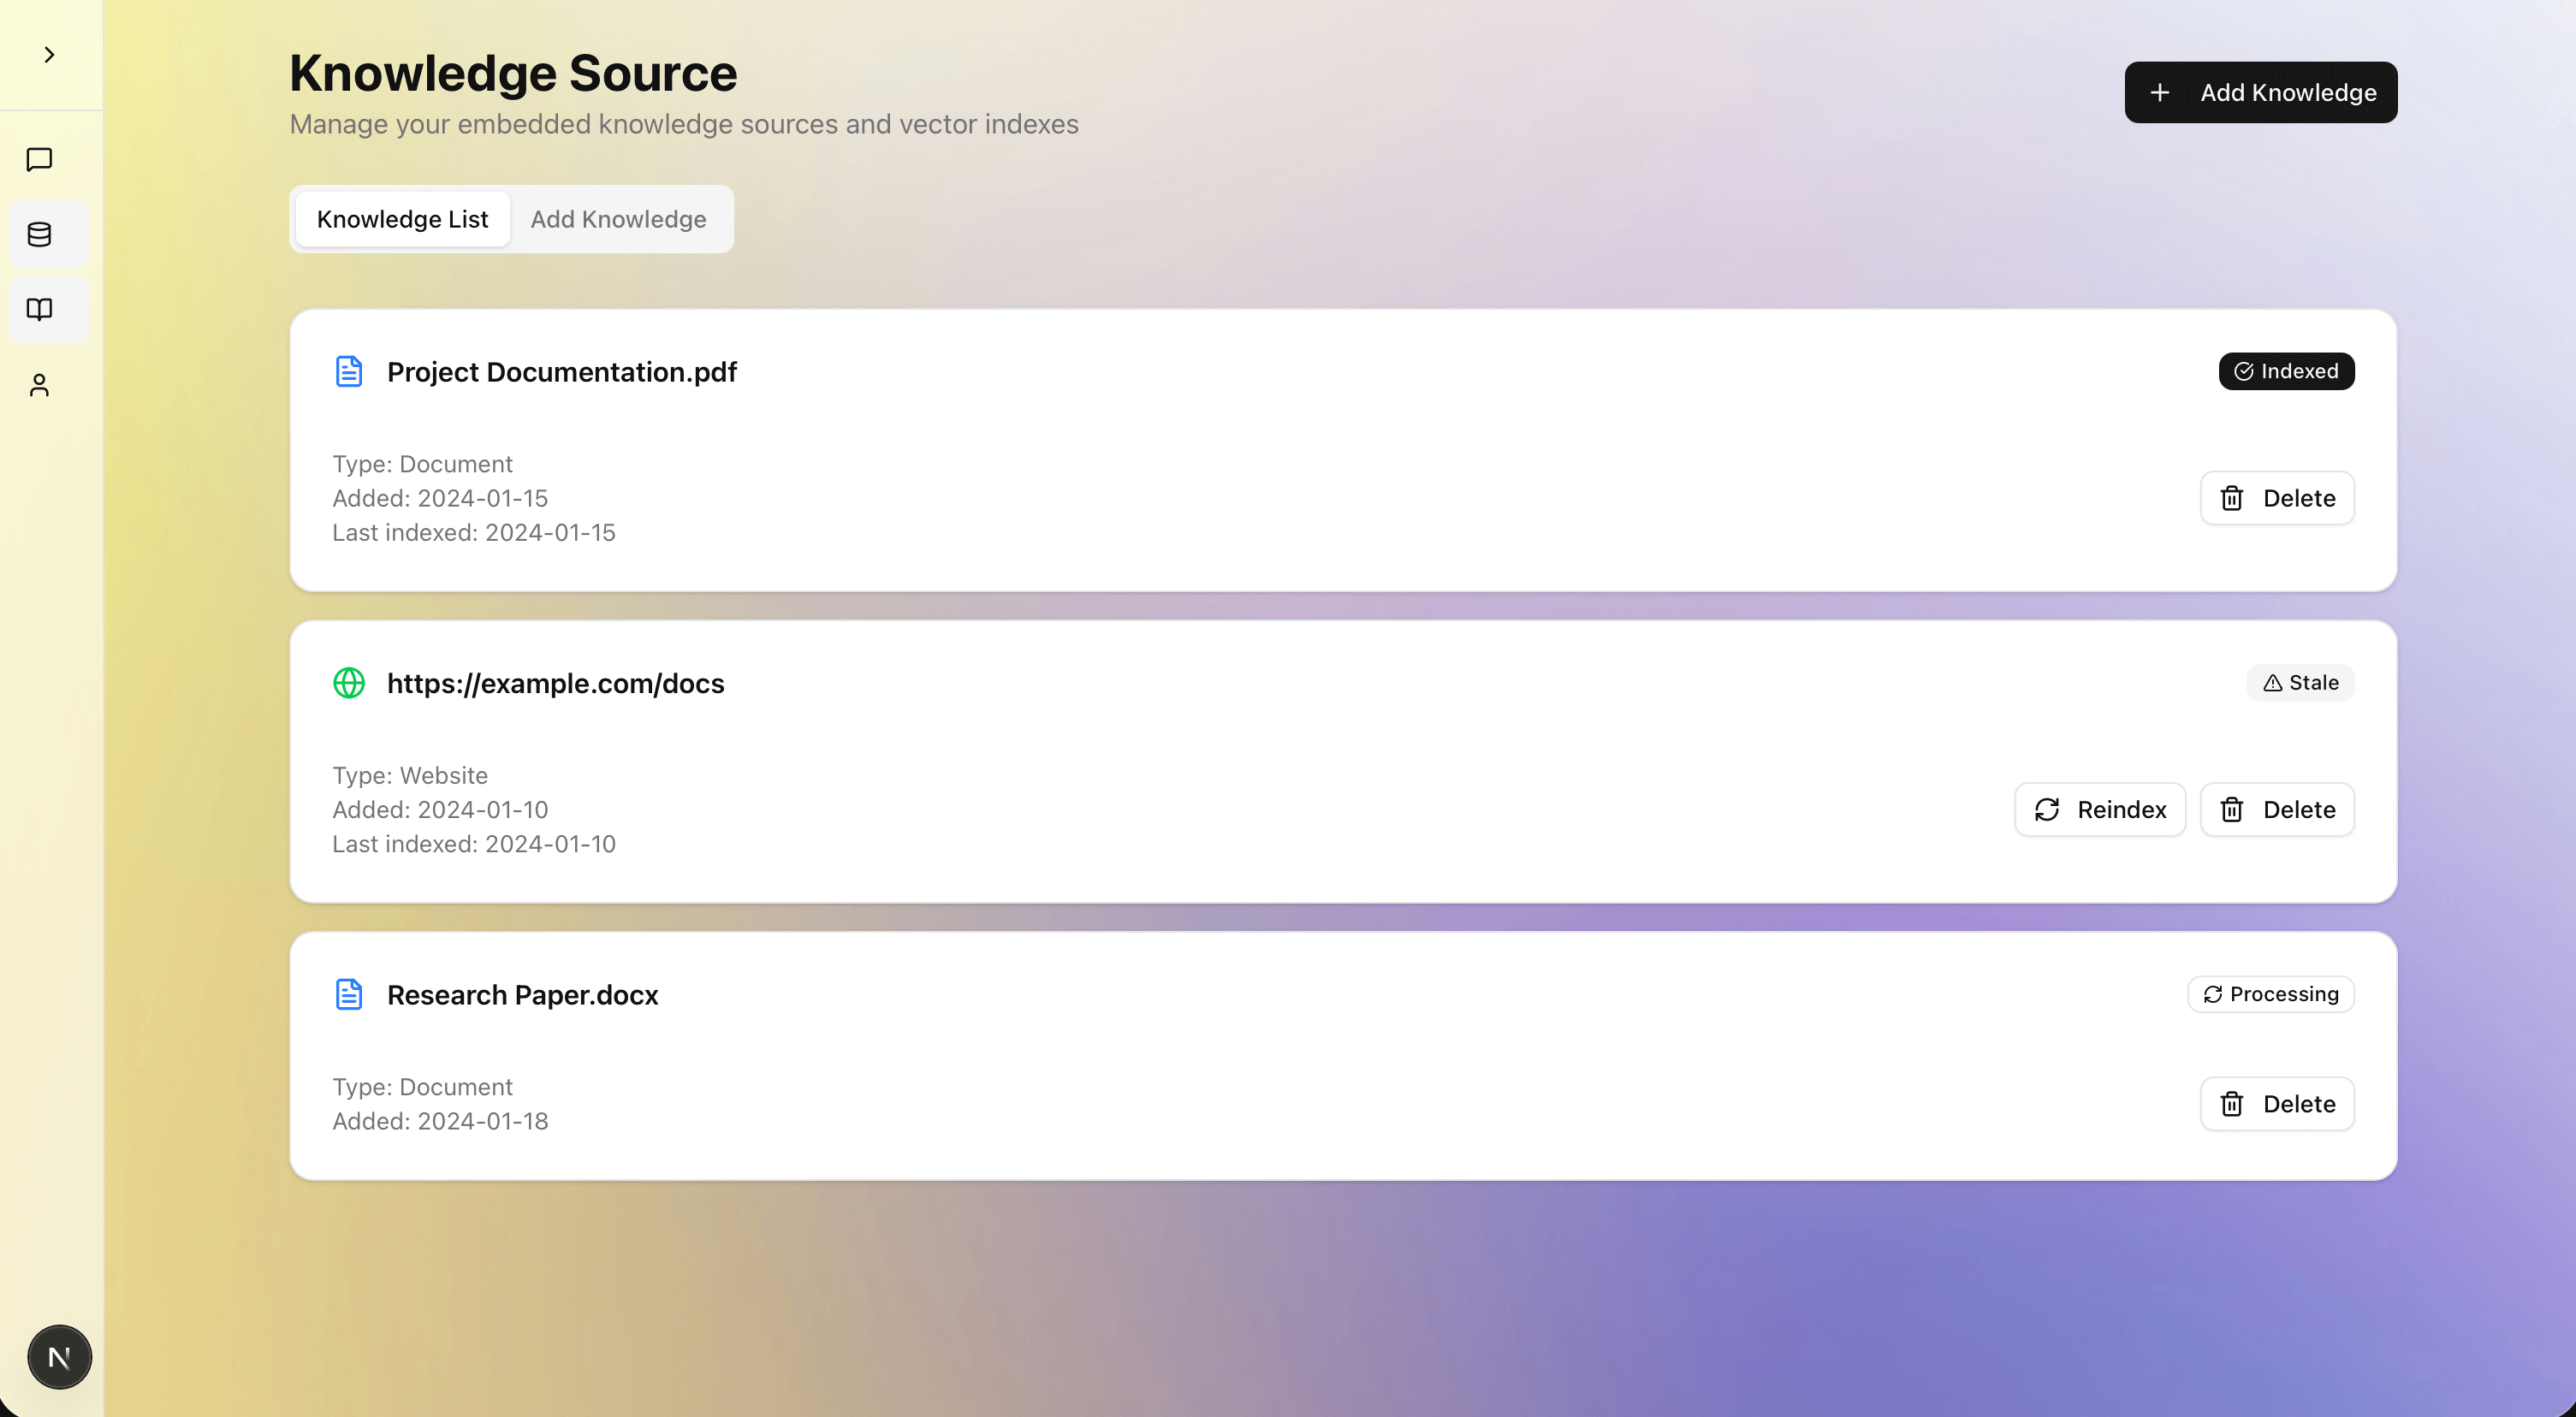 Knowledge Source
Manage your embedded knowledge sources and vector indexes
Add Knowledge
Knowledge List
Add Knowledge
Project Documentation.pdf
Indexed
Type: Document
Added: 2024-01-15
Last indexed: 2024-01-15
Delete
https://example.com/docs
Stale
Type: Website
Added: 2024-01-10
Last indexed: 2024-01-10
Reindex
Delete
Research Paper.docx
Processing
Type: Document
Added: 2024-01-18
Delete
N